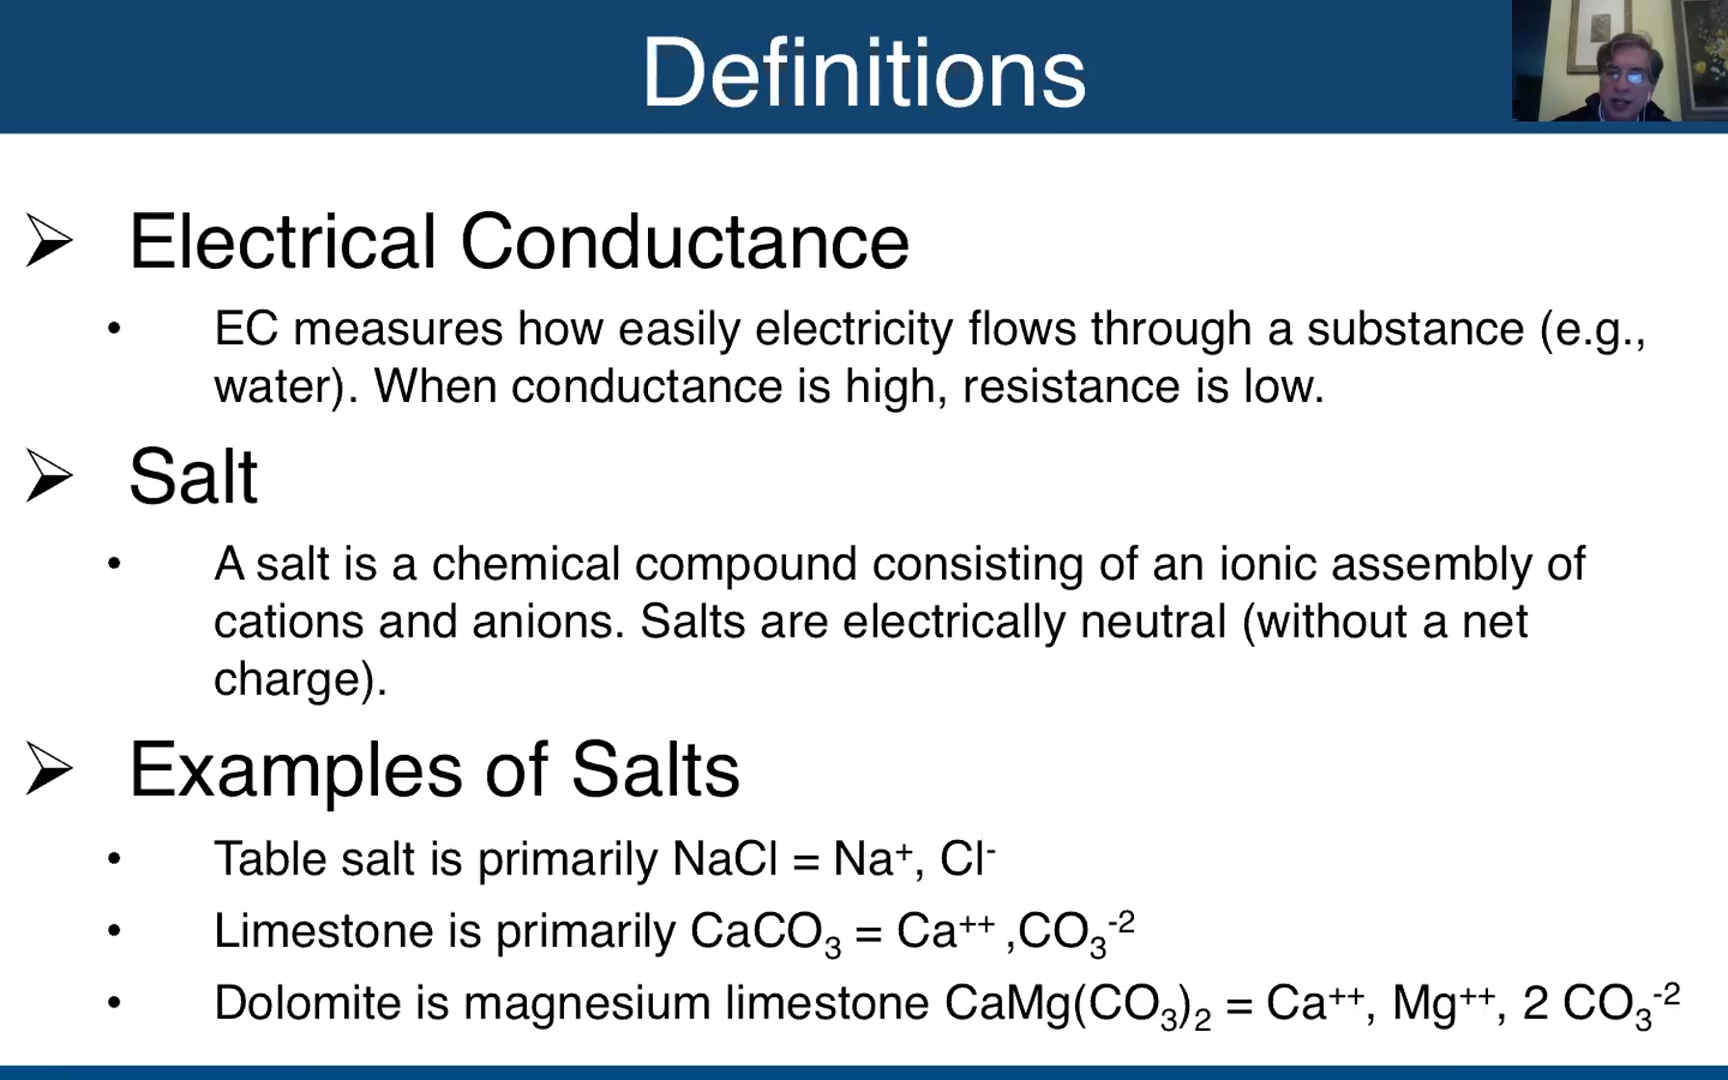 Definitions
➢ Electrical Conductance
• EC measures how easily electricity flows through a substance (e.g.,
water). When conductance is high, resistance is low.
➢ Salt
• A salt is a chemical compound consisting of an ionic assembly of
cations and anions. Salts are electrically neutral (without a net
charge).
➢ Examples of Salts
• Table salt is primarily NaCl = Na⁺, Cl⁻
• Limestone is primarily CaCO₃ = Ca⁺⁺ ,CO₃⁻²
• Dolomite is magnesium limestone CaMg(CO₃)₂ = Ca⁺⁺, Mg⁺⁺, 2 CO₃⁻²